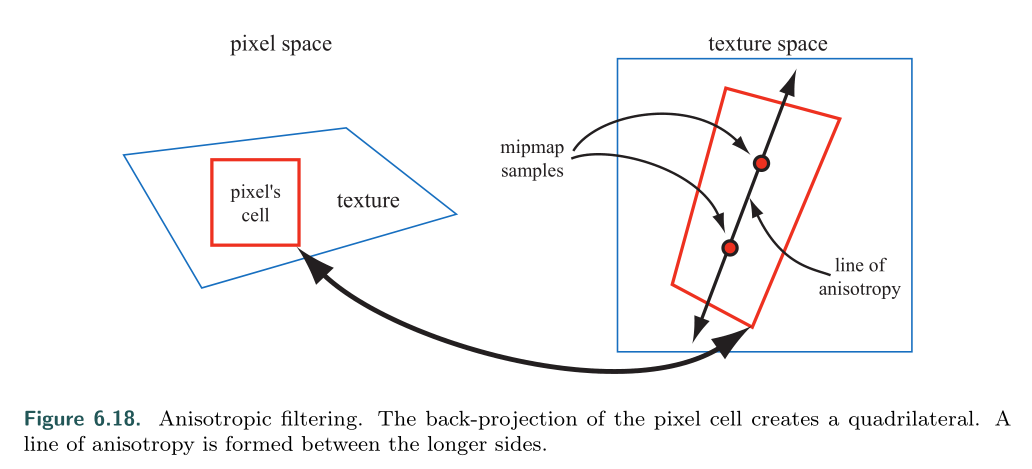 pixel space
texture space
pixel's
cell
texture
mipmap
samples
line of
anisotropy
Figure 6.18. Anisotropic filtering. The back-projection of the pixel cell creates a quadrilateral. A
line of anisotropy is formed between the longer sides.